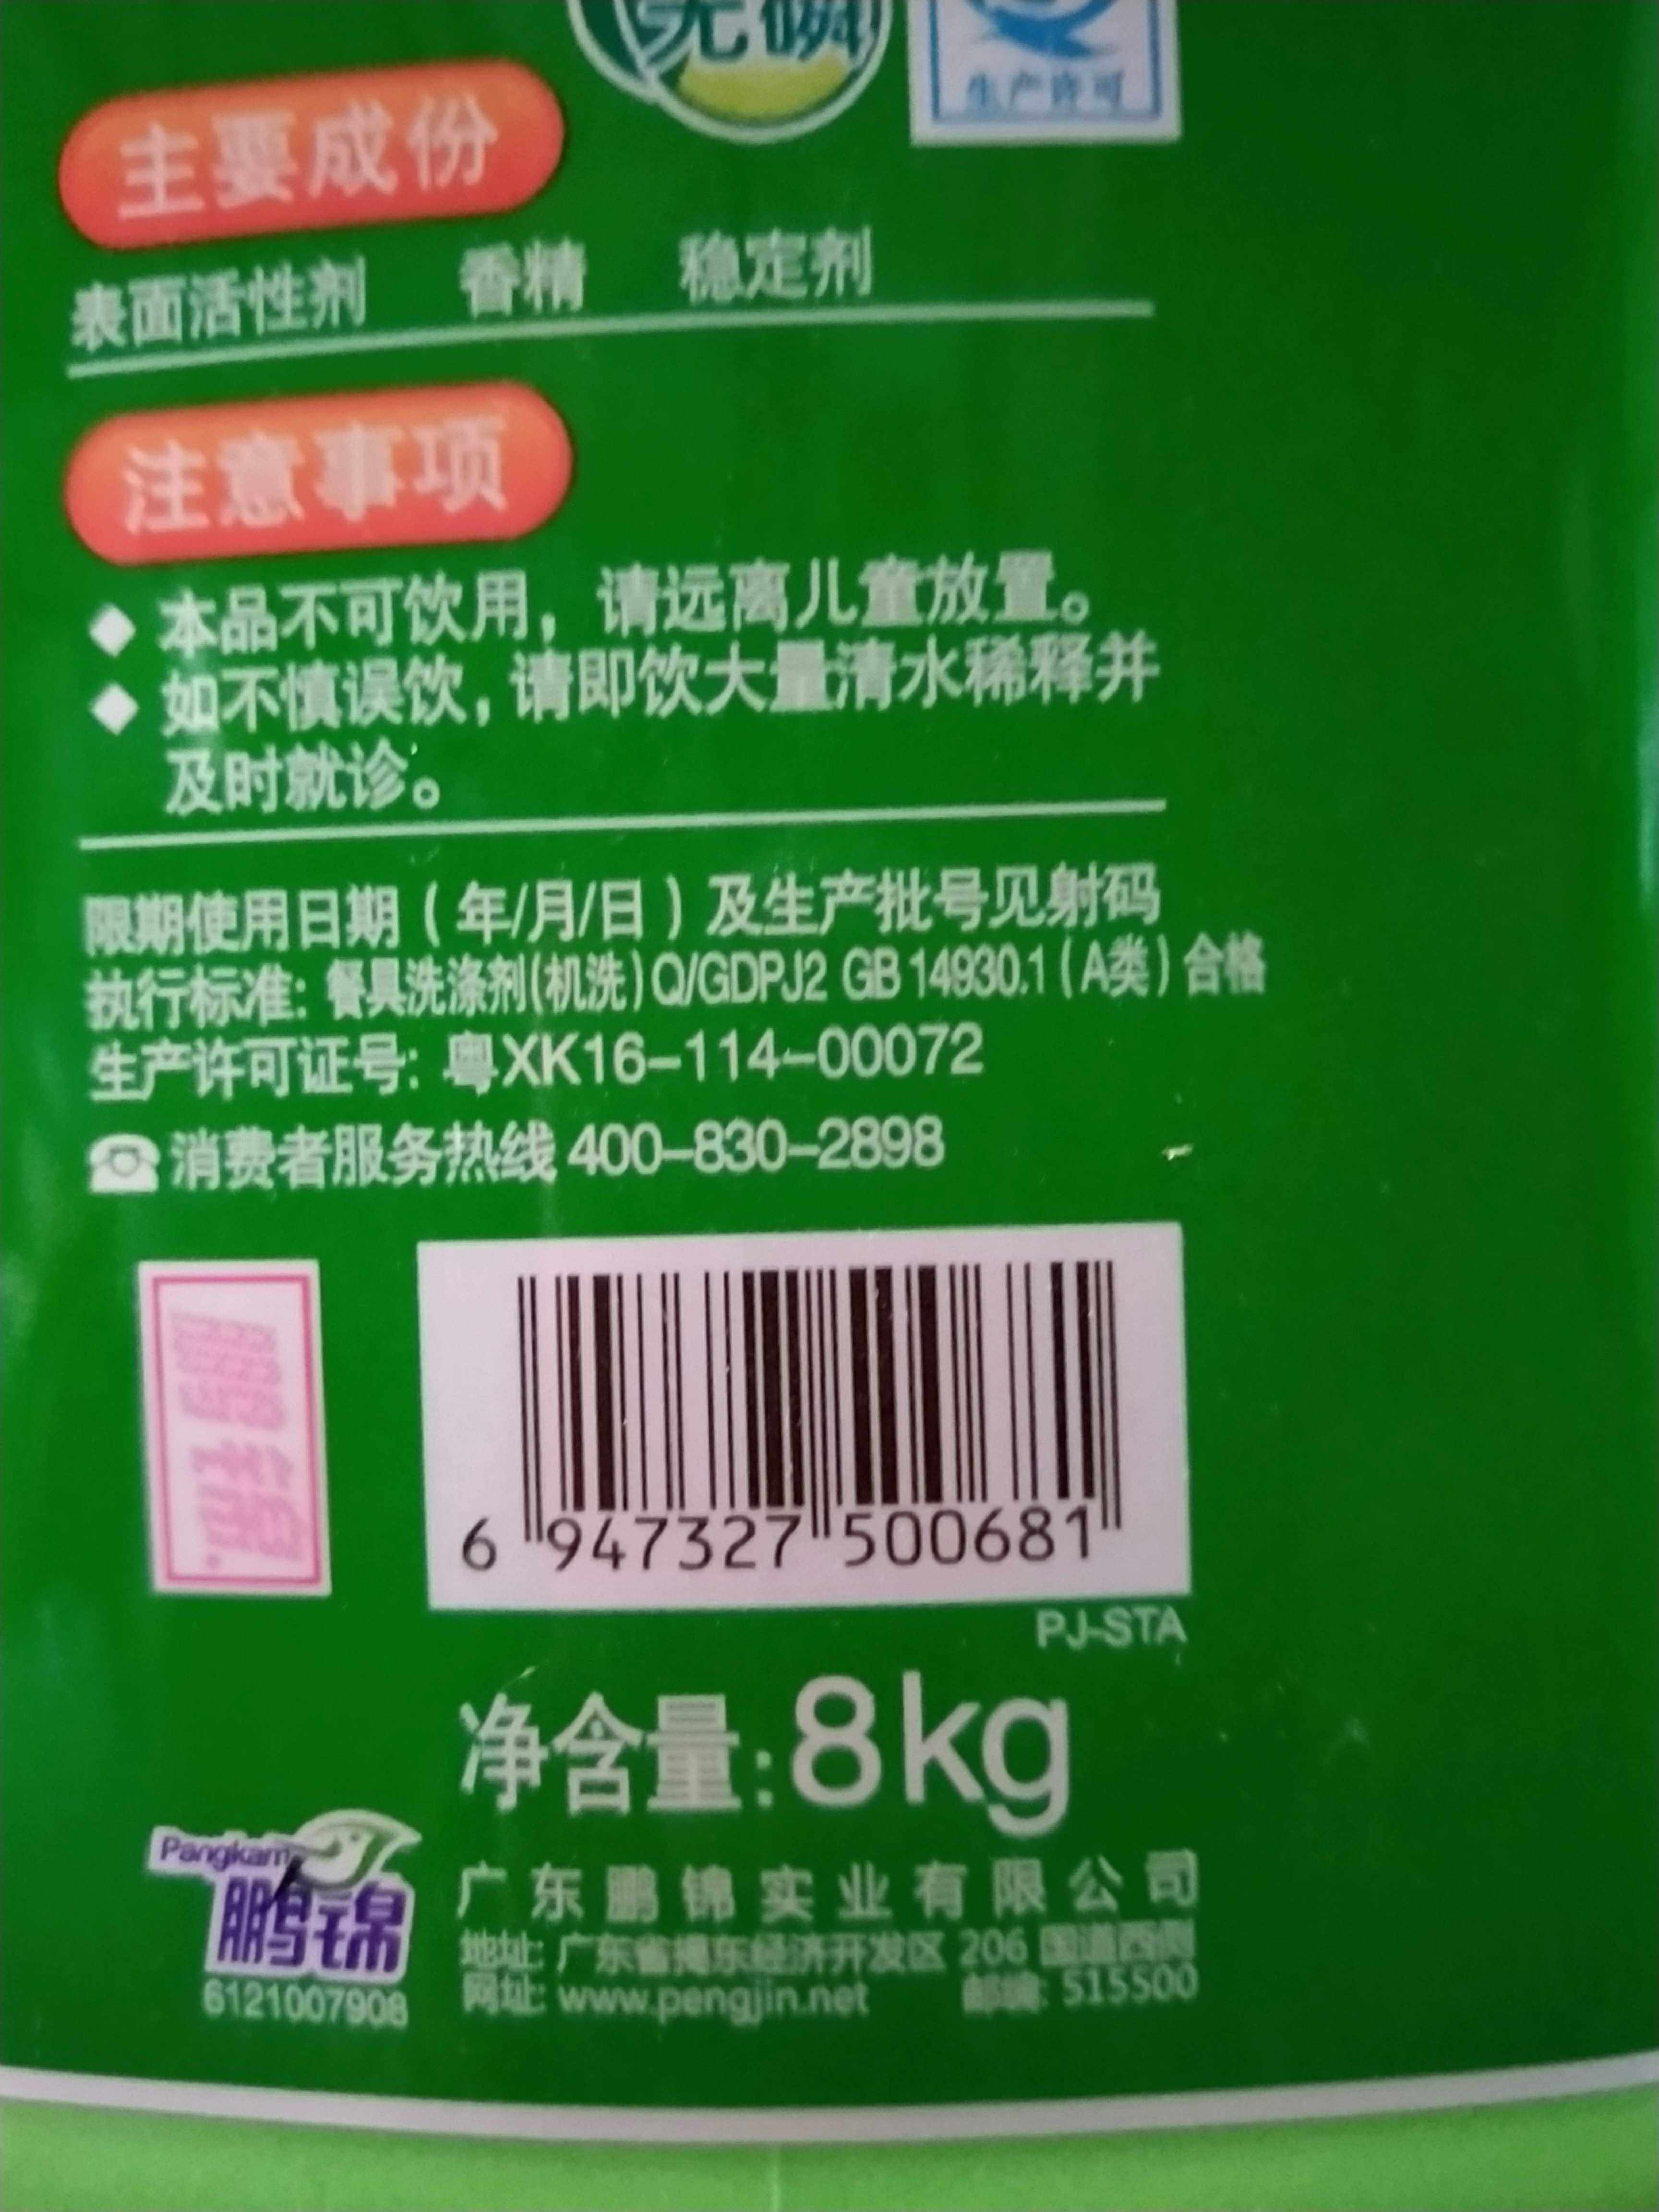 无磷
生产许可
主要成份
表面活性剂 香精 稳定剂
注意事项
◆ 本品不可饮用，请远离儿童放置。
◆ 如不慎误饮，请即饮大量清水稀释并
及时就诊。
限期使用日期（年/月/日）及生产批号见射码
执行标准: 餐具洗涤剂(机洗) Q/GDPJ2 GB 14930.1 (A类) 合格
生产许可证号: 粤XK16-114-00072
消费者服务热线 400-830-2898
鹏锦
6 947327 500681
PJ-STA
净含量: 8kg
Pangkam
鹏锦
6121007908
广东鹏锦实业有限公司
地址: 广东省揭东经济开发区 206 国道西侧
网址: www.pengjin.net 邮编: 515500